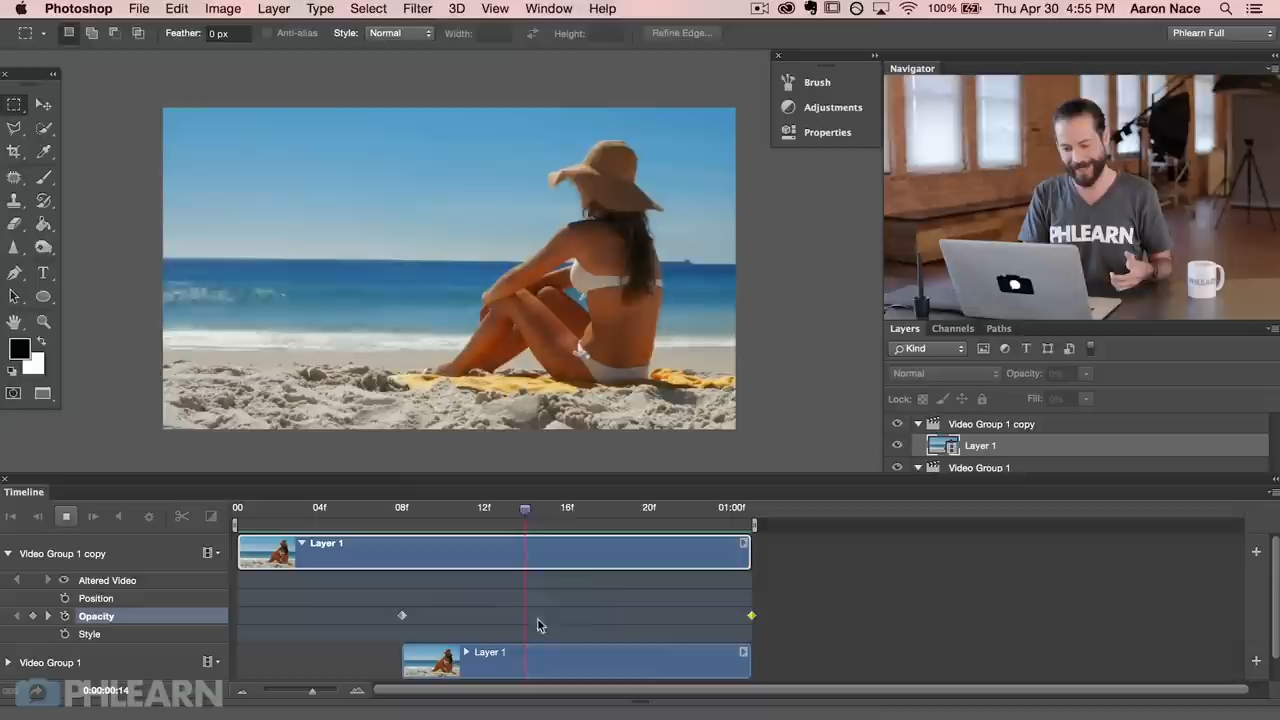 Photoshop File Edit Image Layer Type Select Filter 3D View Window Help 100% Thu Apr 30 4:55 PM Aaron Nace
Feather: 0 px Anti-alias Style: Normal Width: Height: Refine Edge... Phlearn Full
Navigator
Brush
Adjustments
Properties
PHLEARN
PHLEARN
Layers Channels Paths
Kind
Normal Opacity: 0%
Lock: Fill: 0%
Video Group 1 copy
Layer 1
Video Group 1
Timeline
00 04f 08f 12f 16f 20f 01:00f
Video Group 1 copy Layer 1
Altered Video
Position
Opacity
Style
Video Group 1 Layer 1
0:00:00:14
PHLEARN